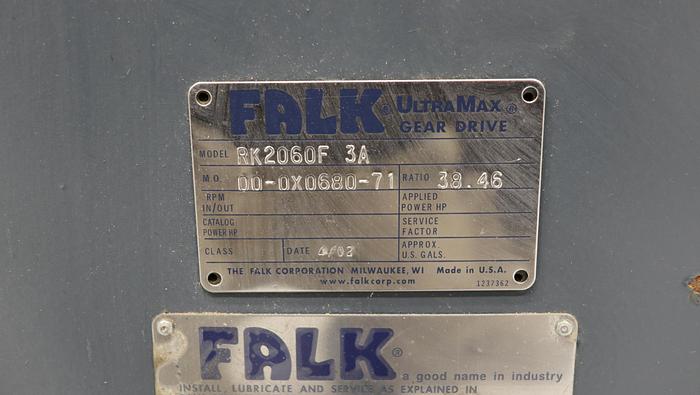 FALK® ULTRAMAX®
GEAR DRIVE
MODEL RK2060F 3A
M.O. 00-0X0680-71 RATIO 38.46
RPM IN/OUT APPLIED POWER HP
CATALOG POWER HP SERVICE FACTOR
CLASS DATE 4/02 APPROX. U.S. GALS.
THE FALK CORPORATION MILWAUKEE, WI Made in U.S.A.
www.falkcorp.com 1237362
FALK® a good name in industry
INSTALL, LUBRICATE AND SERVICE AS EXPLAINED IN